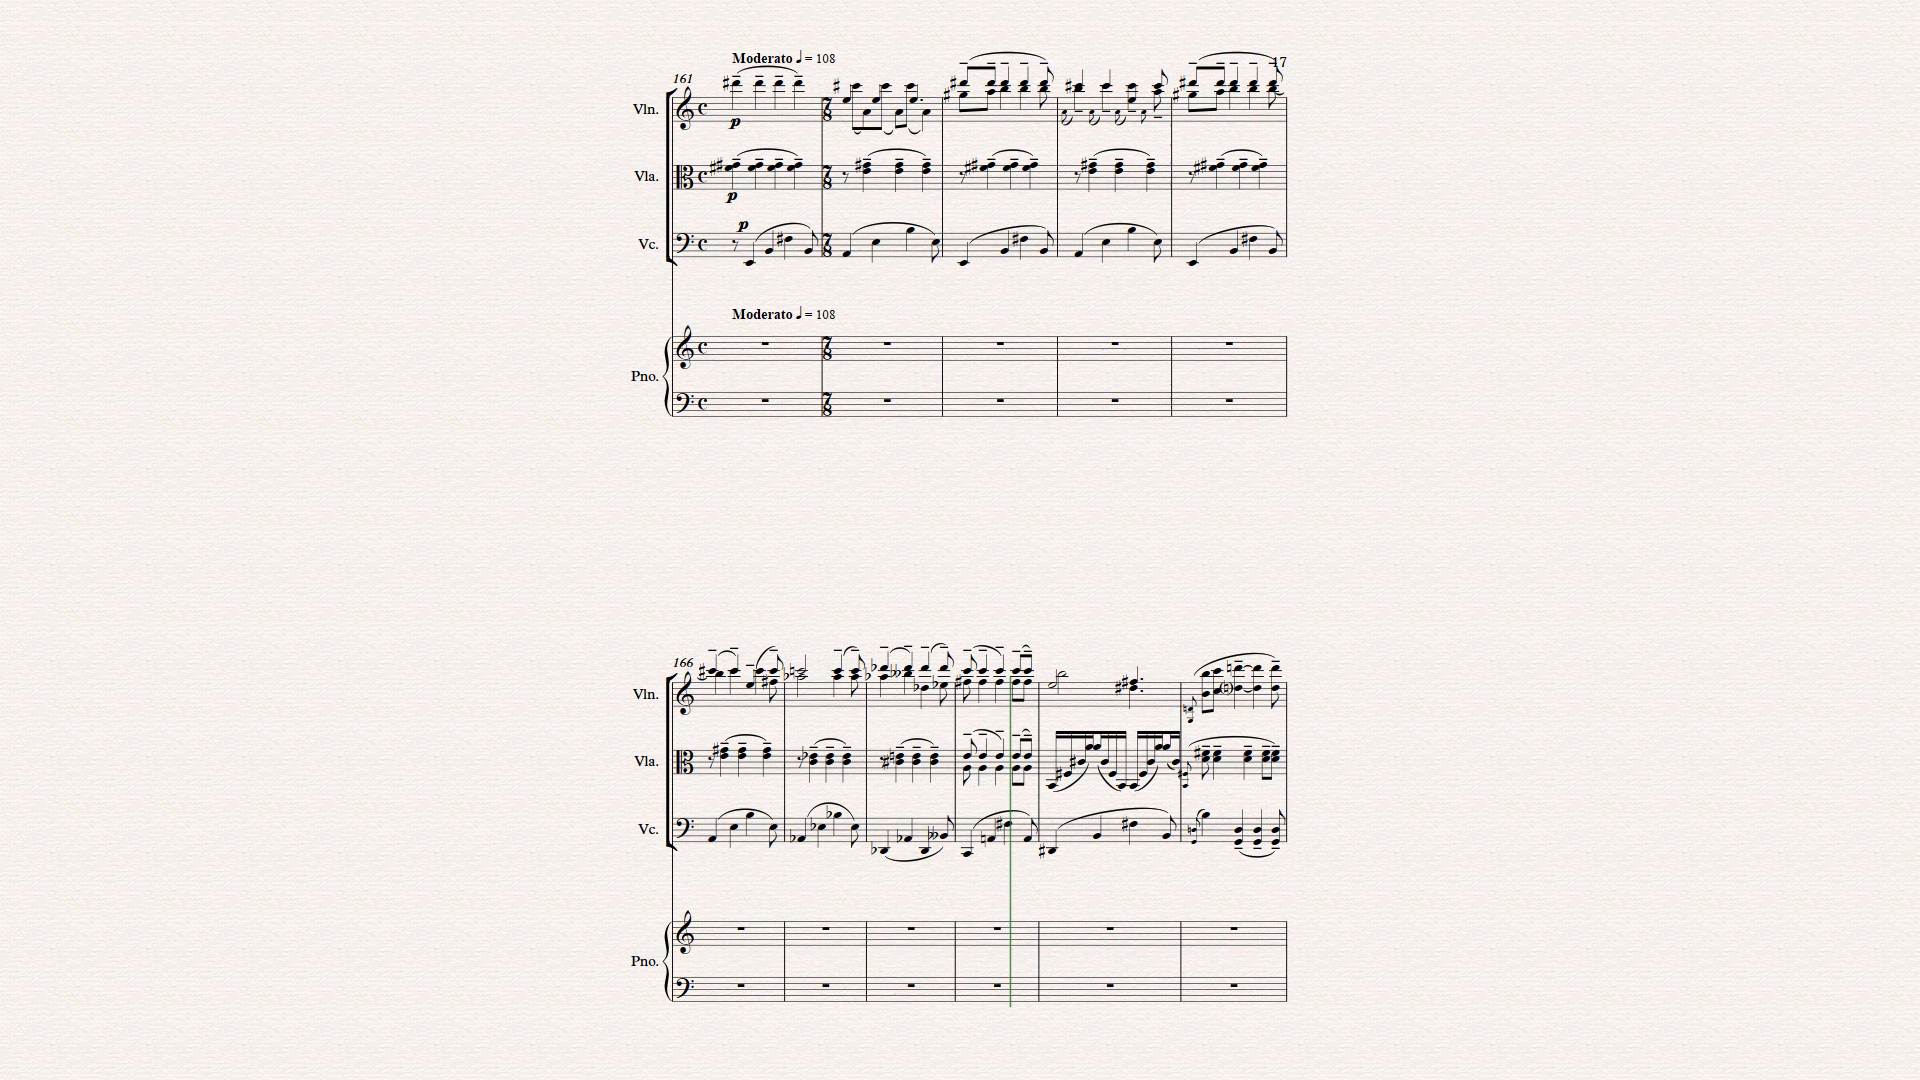 Moderato ♩ = 108
17
161
Vln.
p
Vla.
p
p
Vc.
Moderato ♩ = 108
Pno.
166
Vln.
Vla.
Vc.
Pno.